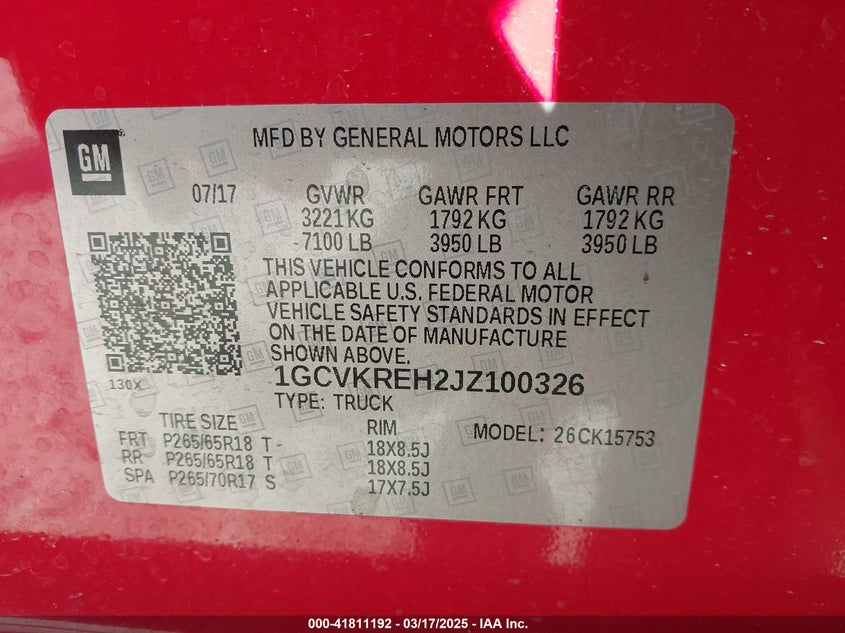 GM
MFD BY GENERAL MOTORS LLC
07/17 GVWR GAWR FRT GAWR RR
3221 KG 1792 KG 1792 KG
7100 LB 3950 LB 3950 LB
THIS VEHICLE CONFORMS TO ALL
APPLICABLE U.S. FEDERAL MOTOR
VEHICLE SAFETY STANDARDS IN EFFECT
ON THE DATE OF MANUFACTURE
SHOWN ABOVE.
130X
1GCVKREH2JZ100326
TYPE: TRUCK
TIRE SIZE RIM MODEL: 26CK15753
FRT P265/65R18 T 18X8.5J
RR P265/65R18 T 18X8.5J
SPA P265/70R17 S 17X7.5J
000-41811192 - 03/17/2025 - IAA Inc.